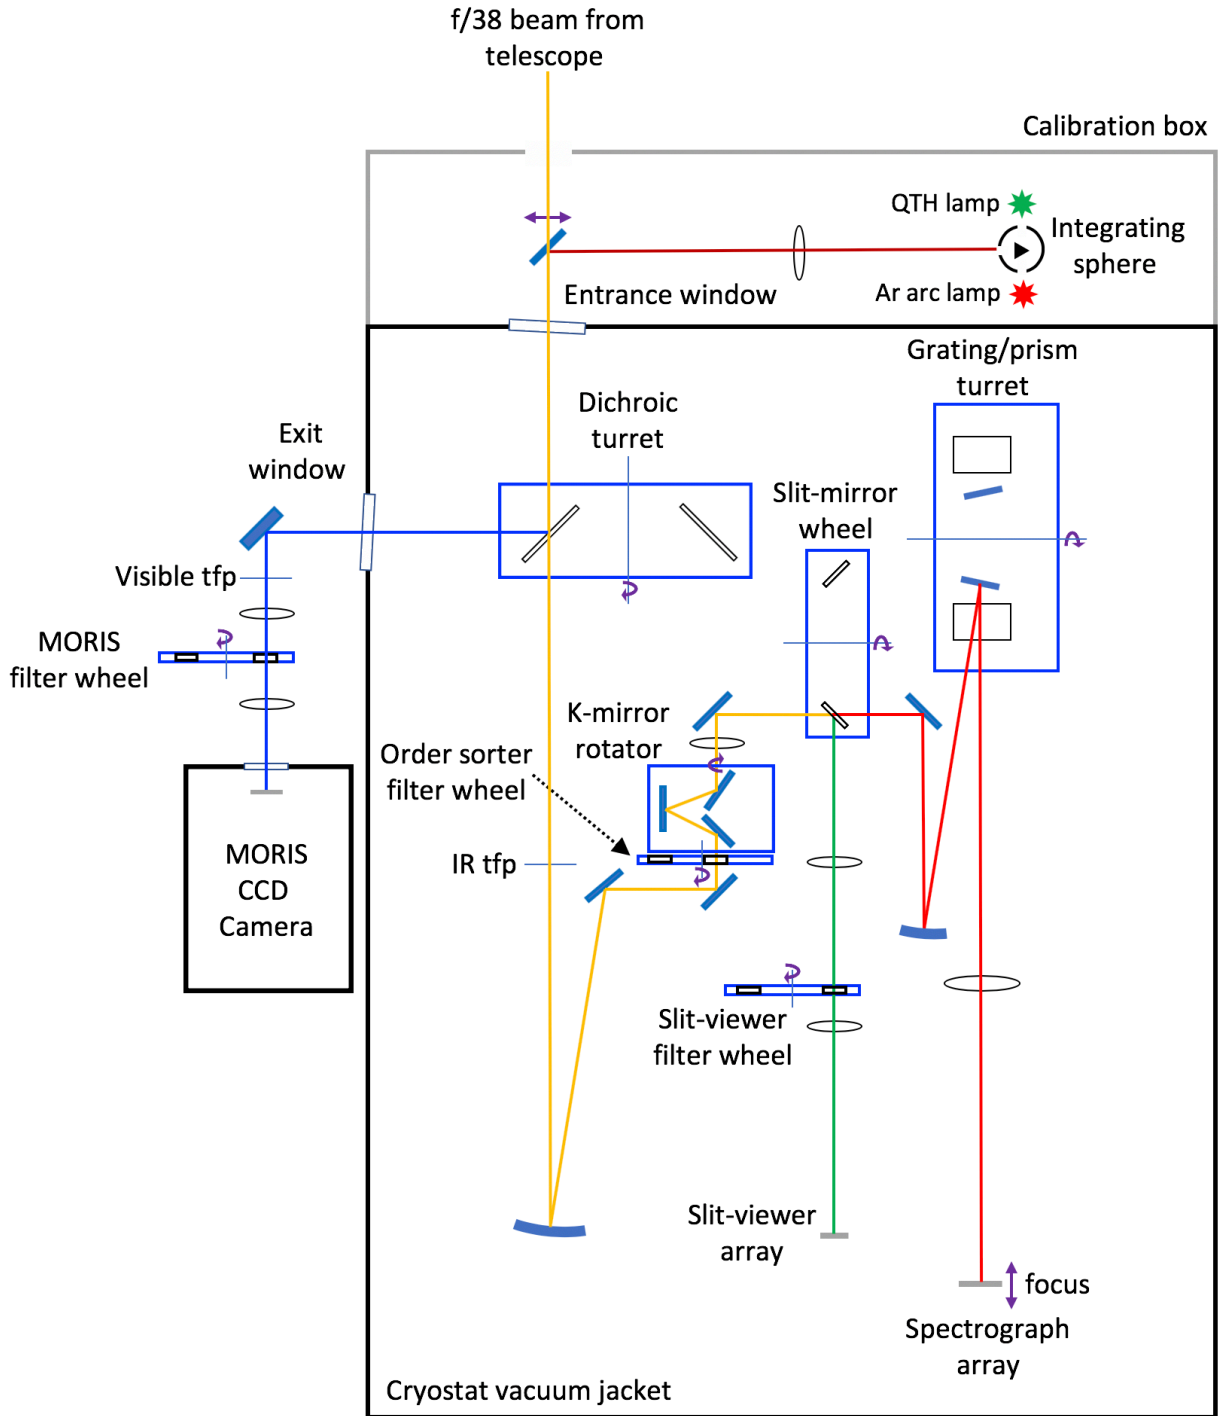 f/38 beam from
telescope
Calibration box
QTH lamp
Integrating
sphere
Ar arc lamp
Entrance window
Grating/prism
turret
Dichroic
turret
Exit
window
Slit-mirror
wheel
Visible tfp
MORIS
filter wheel
K-mirror
rotator
Order sorter
filter wheel
IR tfp
MORIS
CCD
Camera
Slit-viewer
filter wheel
Slit-viewer
array
focus
Spectrograph
array
Cryostat vacuum jacket